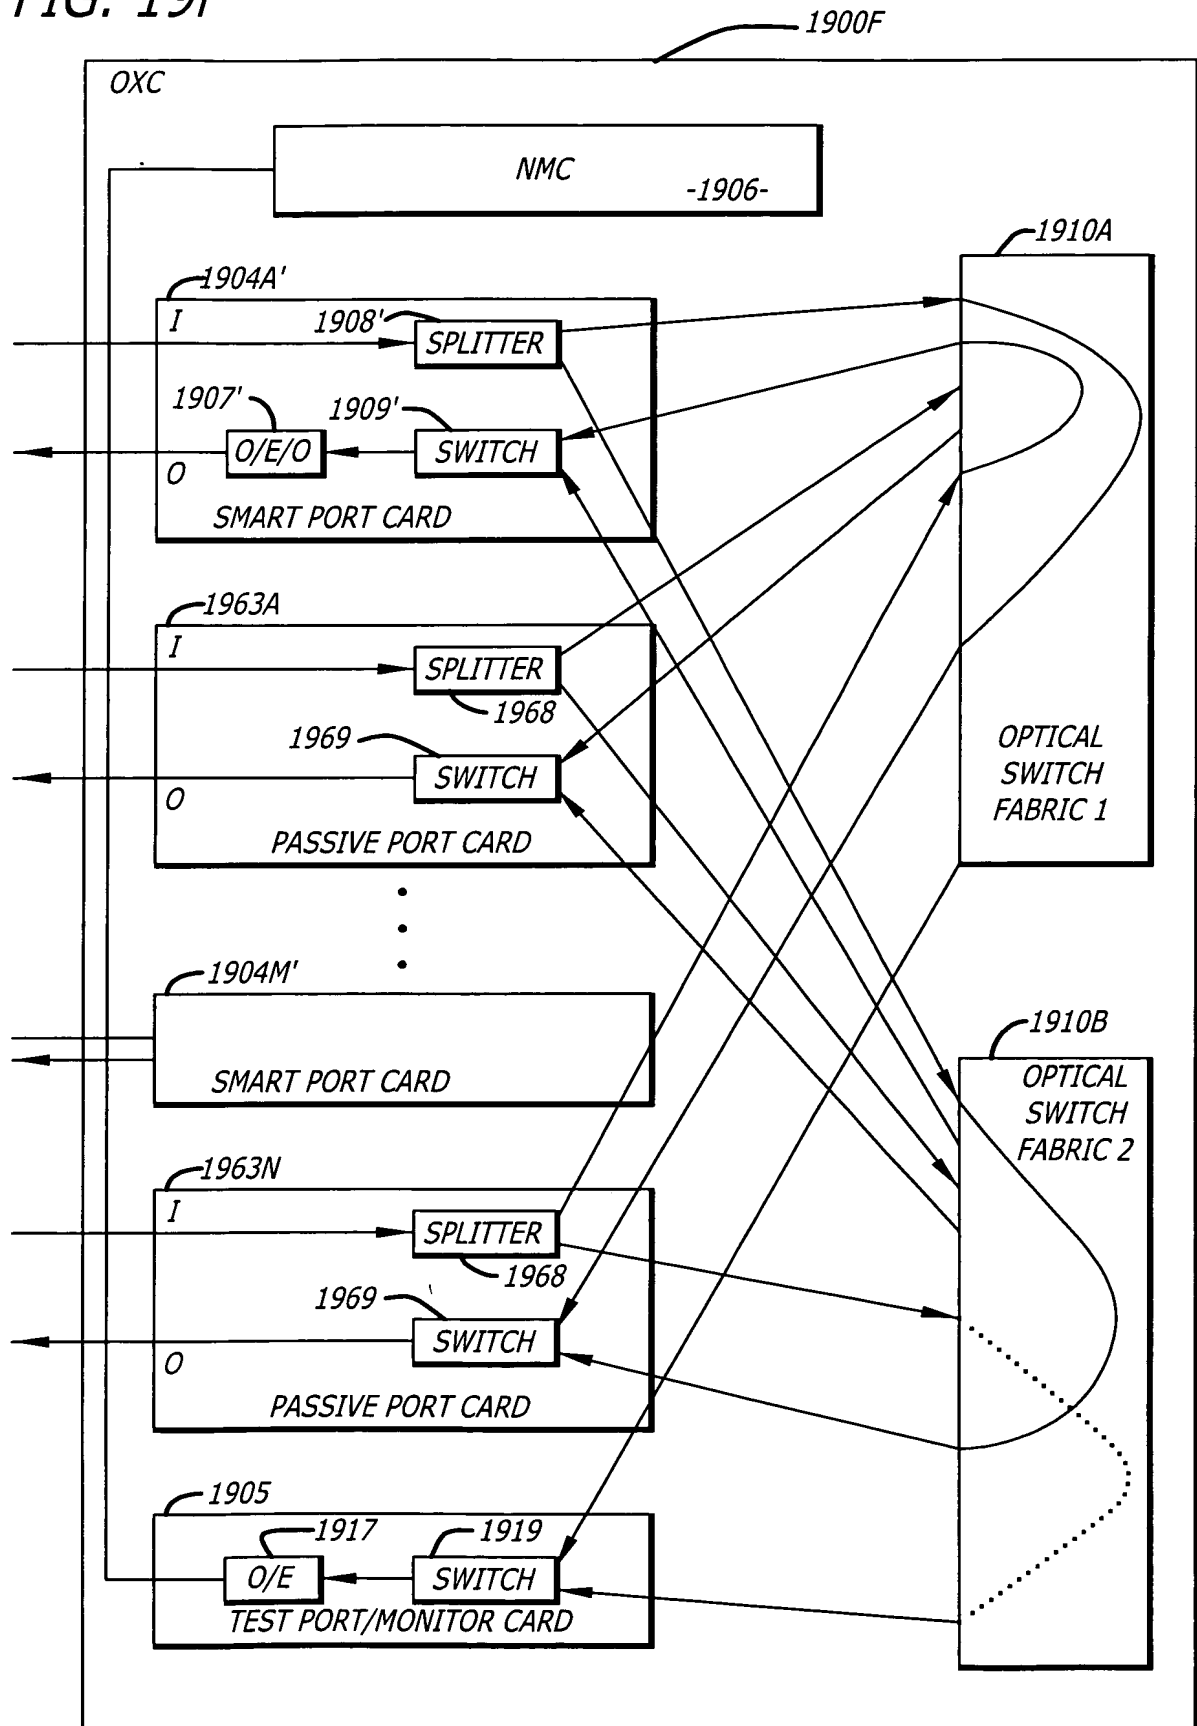 FIG. 19F
1900F
OXC
NMC
-1906-
1910A
1904A'
I
1908'
SPLITTER
1907'
1909'
O/E/O
SWITCH
O
SMART PORT CARD
1963A
I
SPLITTER
1968
1969
SWITCH
O
PASSIVE PORT CARD
OPTICAL
SWITCH
FABRIC 1
1904M'
SMART PORT CARD
1910B
OPTICAL
SWITCH
FABRIC 2
1963N
I
SPLITTER
1968
1969
SWITCH
O
PASSIVE PORT CARD
1905
1917
1919
O/E
SWITCH
TEST PORT/MONITOR CARD